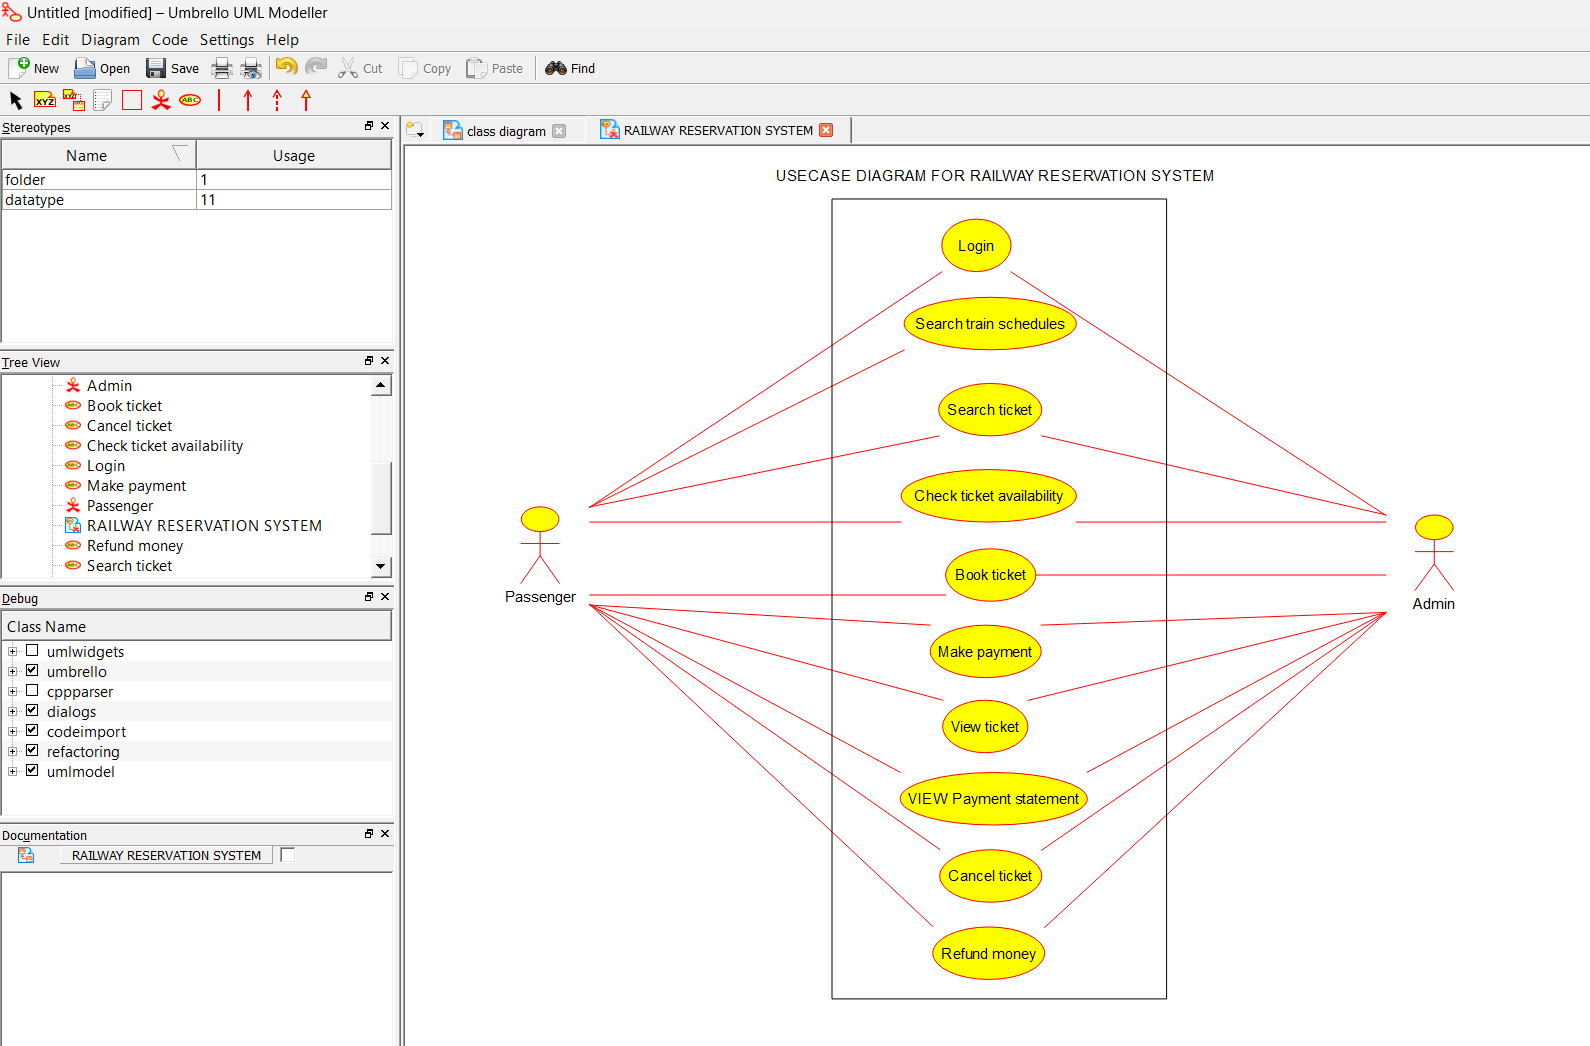 Untitled [modified] – Umbrello UML Modeller
File Edit Diagram Code Settings Help
New Open Save Cut Copy Paste Find
XYZ XYZ ABC
Stereotypes
Name Usage
folder 1
datatype 11
Tree View
Admin
Book ticket
Cancel ticket
Check ticket availability
Login
Make payment
Passenger
RAILWAY RESERVATION SYSTEM
Refund money
Search ticket
Debug
Class Name
umlwidgets
umbrello
cppparser
dialogs
codeimport
refactoring
umlmodel
Documentation
RAILWAY RESERVATION SYSTEM
class diagram RAILWAY RESERVATION SYSTEM
USECASE DIAGRAM FOR RAILWAY RESERVATION SYSTEM
Login
Search train schedules
Search ticket
Check ticket availability
Book ticket
Passenger
Admin
Make payment
View ticket
VIEW Payment statement
Cancel ticket
Refund money